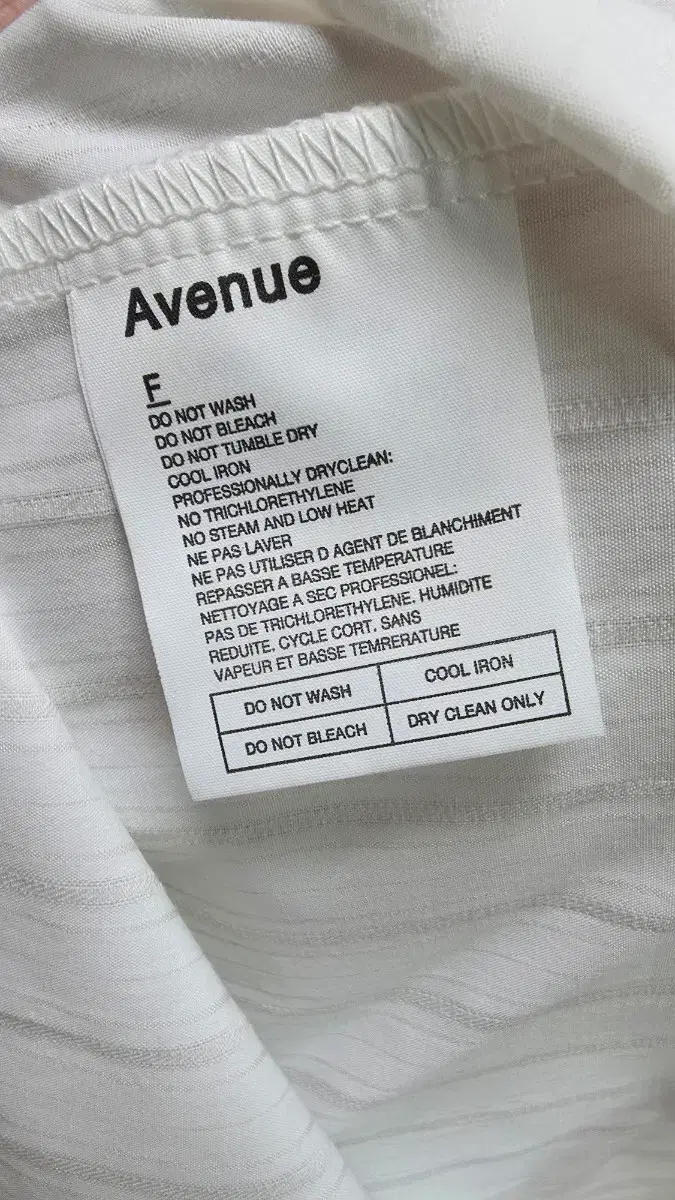 Avenue
F
DO NOT WASH
DO NOT BLEACH
DO NOT TUMBLE DRY
COOL IRON
PROFESSIONALLY DRYCLEAN:
NO TRICHLORETHYLENE
NO STEAM AND LOW HEAT
NE PAS LAVER
NE PAS UTILISER D AGENT DE BLANCHIMENT
REPASSER A BASSE TEMPERATURE
NETTOYAGE A SEC PROFESSIONEL:
PAS DE TRICHLORETHYLENE. HUMIDITE
REDUITE. CYCLE CORT. SANS
VAPEUR ET BASSE TEMRERATURE
DO NOT WASH COOL IRON
DO NOT BLEACH DRY CLEAN ONLY